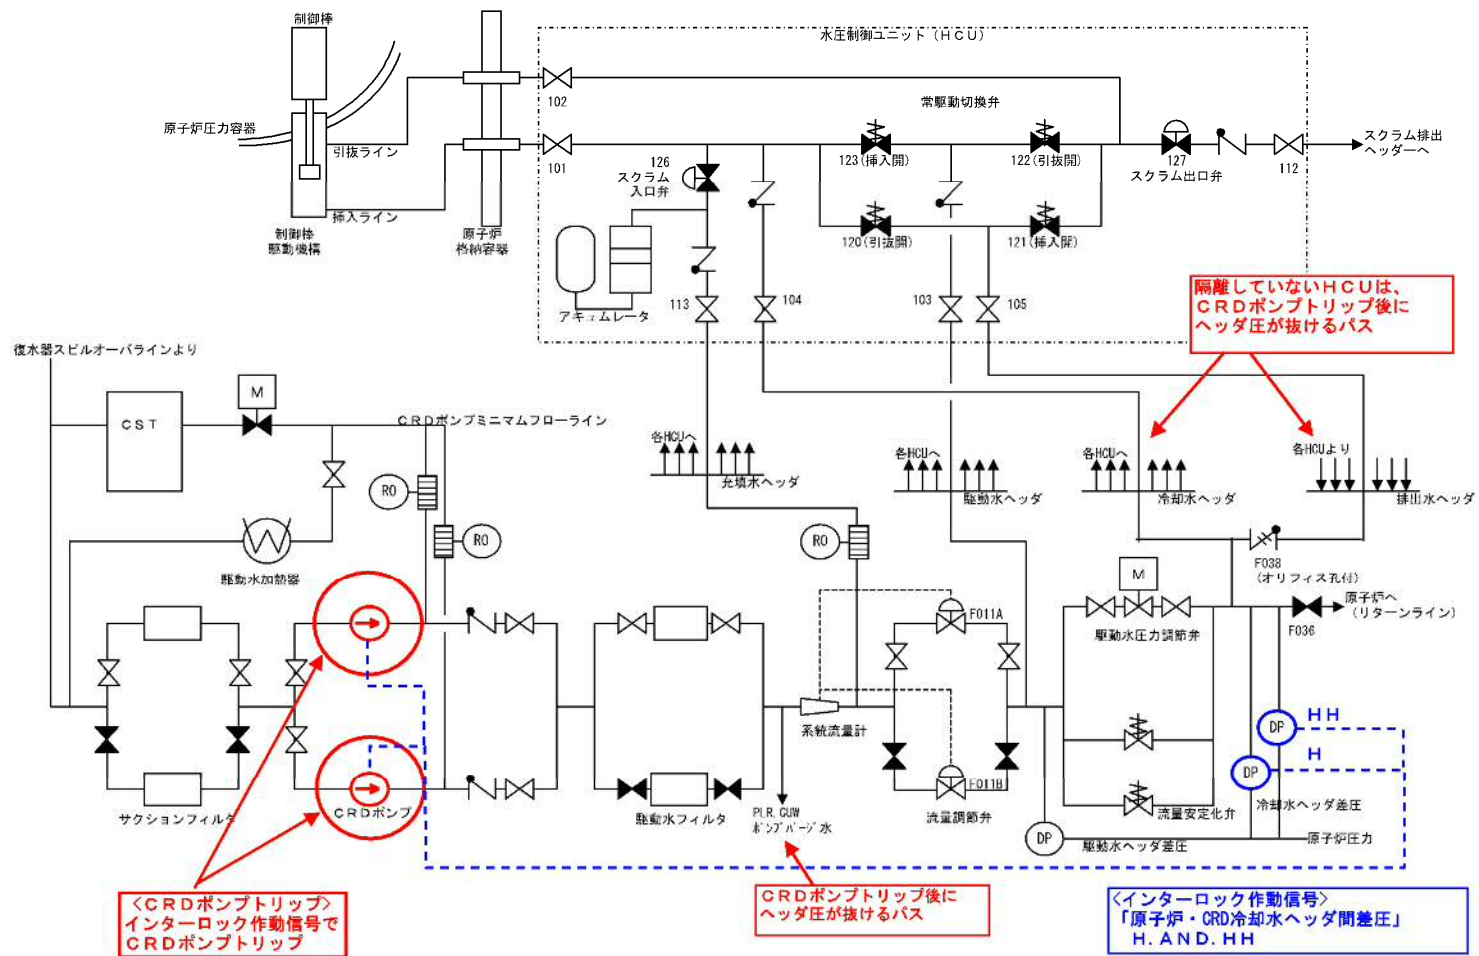 制御棒
水圧制御ユニット（ＨＣＵ）
102
常駆動切換弁
原子炉圧力容器
引抜ライン
101
126
スクラム
入口弁
123(挿入開)
122(引抜開)
127
スクラム出口弁
112
スクラム排出
ヘッダーへ
挿入ライン
制御棒
駆動機構
原子炉
格納容器
120(引抜開)
121(挿入開)
113
104
103
105
アキュムレータ
隔離していないＨＣＵは、
ＣＲＤポンプトリップ後に
ヘッダ圧が抜けるパス
復水器スピルオーバラインより
M
ＣＳＴ
ＣＲＤポンプミニマムフローライン
各HCUへ
充填水ヘッダ
各HCUへ
駆動水ヘッダ
各HCUへ
冷却水ヘッダ
各HCUより
排出水ヘッダ
RO
RO
RO
駆動水加熱器
F038
(オリフィス孔付)
M
原子炉へ
(リターンライン)
F036
駆動水圧力調節弁
F011A
系統流量計
DP
ＨＨ
DP
Ｈ
F011B
サクションフィルタ
ＣＲＤポンプ
駆動水フィルタ
PLR,CUW
ポンプパージ水
流量調節弁
流量安定化弁
冷却水ヘッダ差圧
DP
駆動水ヘッダ差圧
原子炉圧力
〈ＣＲＤポンプトリップ〉
インターロック作動信号で
ＣＲＤポンプトリップ
ＣＲＤポンプトリップ後に
ヘッダ圧が抜けるパス
〈インターロック作動信号〉
「原子炉・CRD冷却水ヘッダ間差圧」
Ｈ. ＡＮＤ. ＨＨ